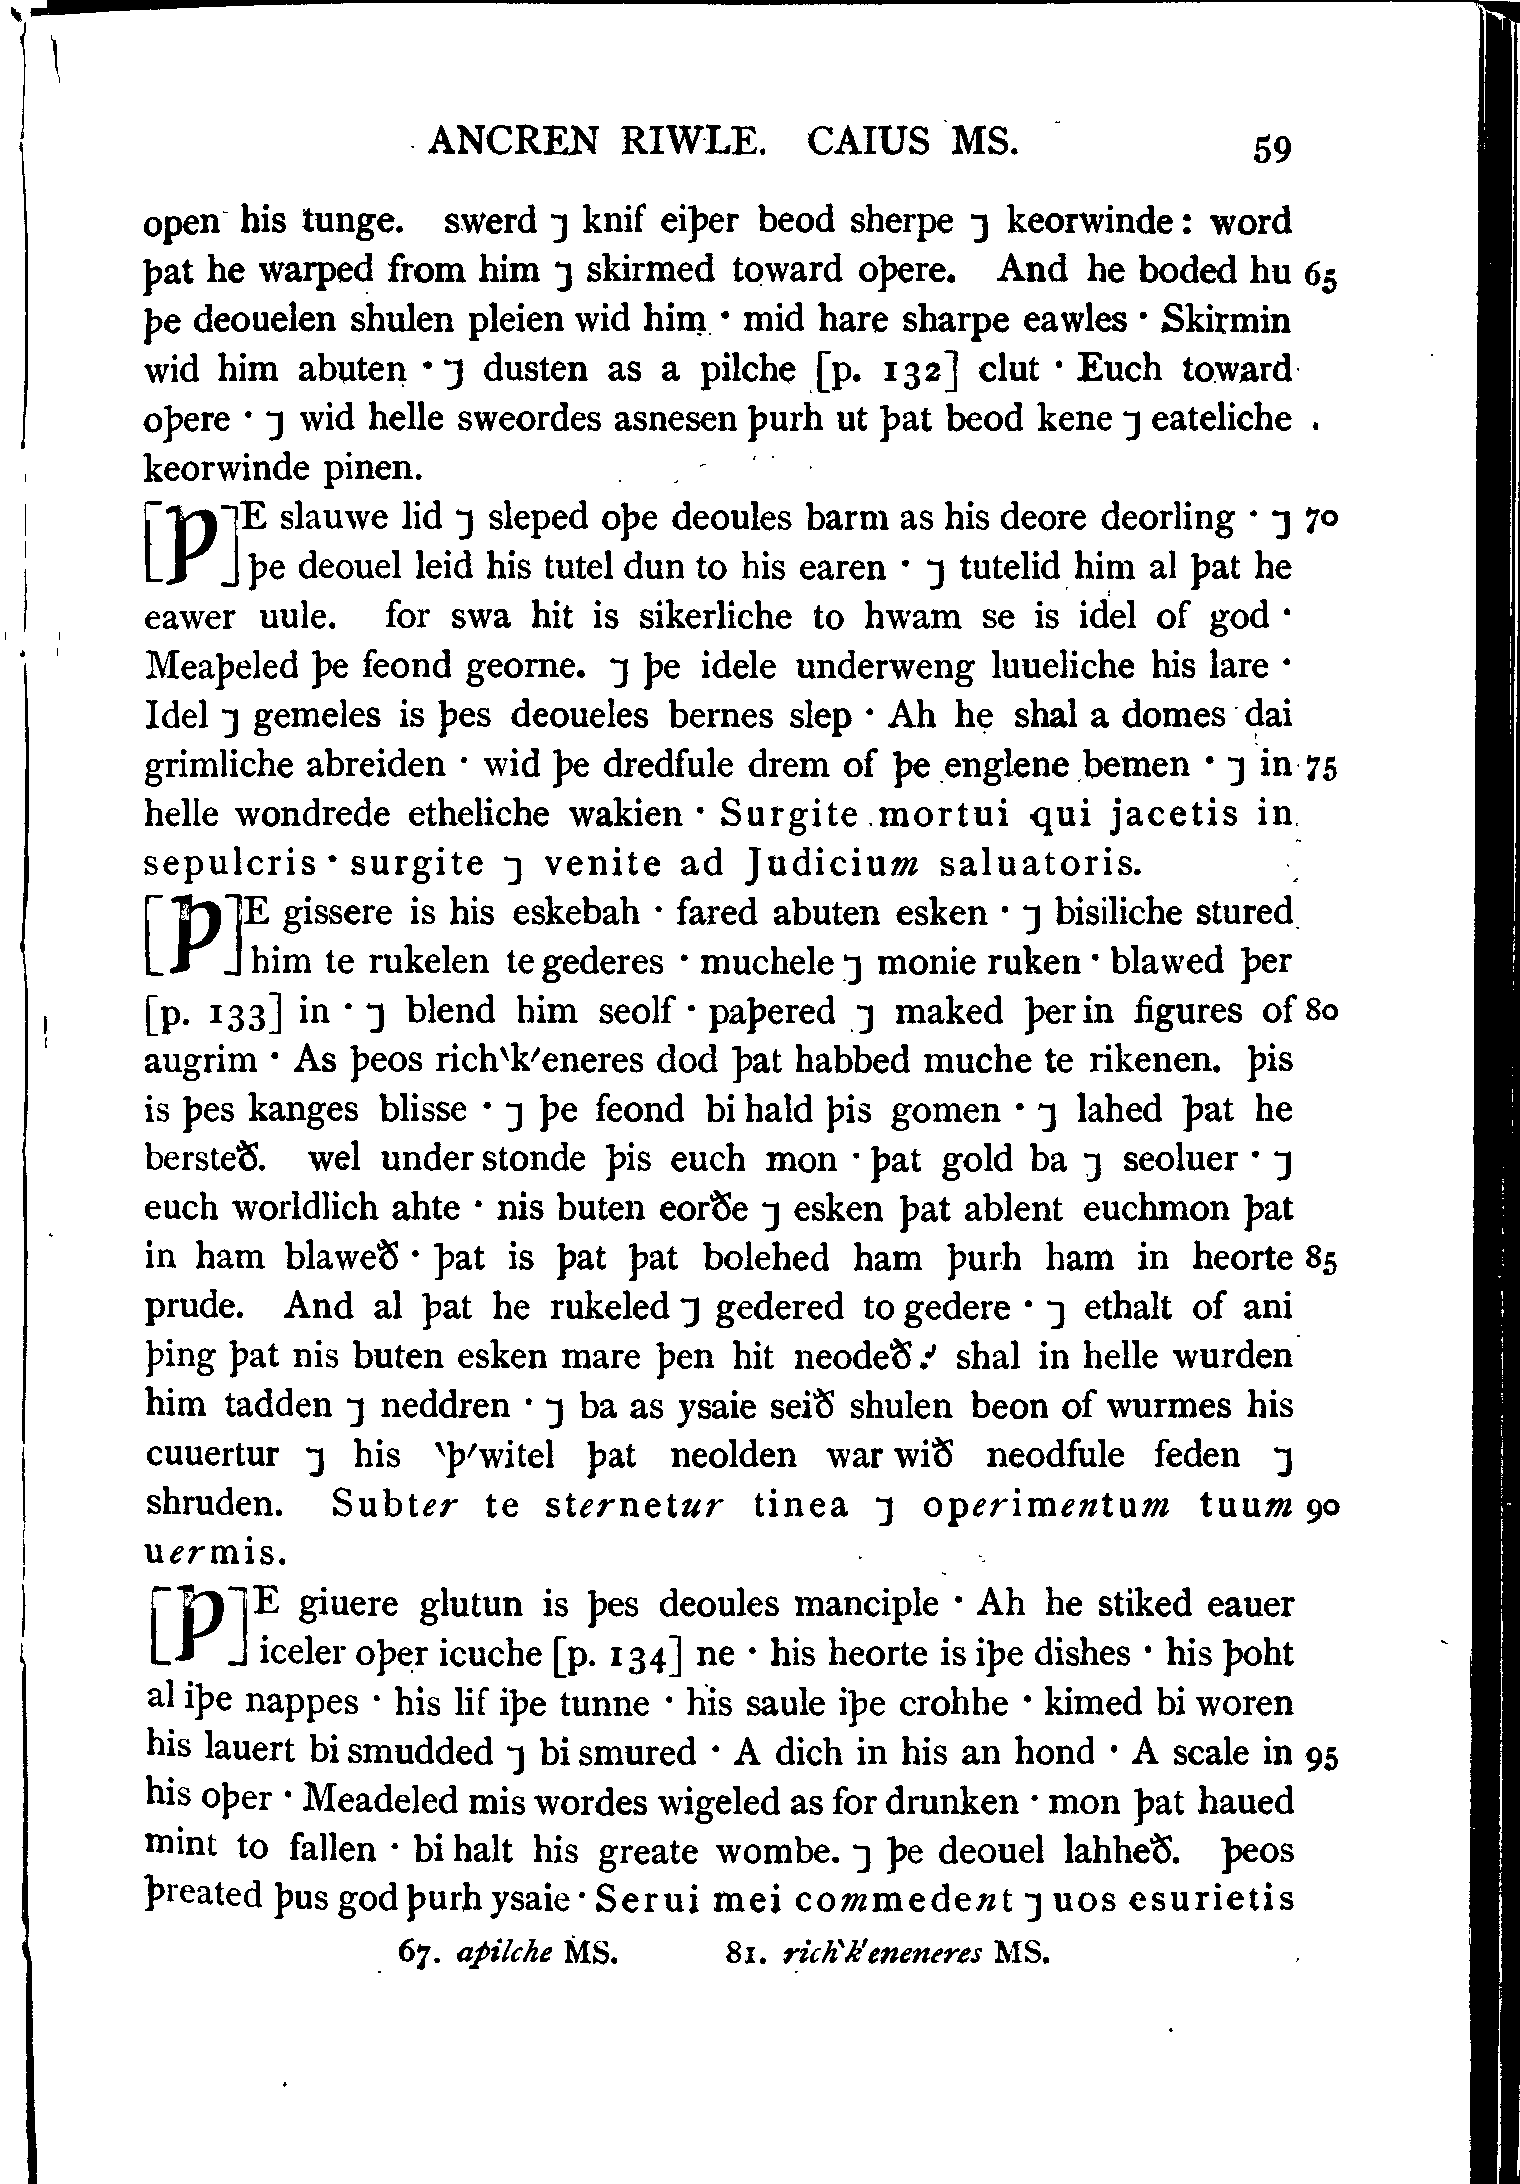 ANCREN RIWLE. CAIUS MS. 59
open his tunge. swerd ⁊ knif eiþer beod sherpe ⁊ keorwinde: word
þat he warped from him ⁊ skirmed toward oþere. And he boded hu 65
þe deouelen shulen pleien wid him · mid hare sharpe eawles · Skirmin
wid him abuten · ⁊ dusten as a pilche [p. 132] clut · Euch toward
oþere · ⁊ wid helle sweordes asnesen þurh ut þat beod kene ⁊ eateliche
keorwinde pinen.
[Þ]E slauwe lid ⁊ sleped oþe deoules barm as his deore deorling · ⁊ 70
þe deouel leid his tutel dun to his earen · ⁊ tutelid him al þat he
eawer uule. for swa hit is sikerliche to hwam se is idel of god ·
Meaþeled þe feond georne. ⁊ þe idele underweng luueliche his lare ·
Idel ⁊ gemeles is þes deoueles bernes slep · Ah he shal a domes dai
grimliche abreiden · wid þe dredfule drem of þe englene bemen · ⁊ in 75
helle wondrede etheliche wakien · Surgite mortui qui jacetis in
sepulcris · surgite ⁊ venite ad Judicium saluatoris.
[Þ]E gissere is his eskebah · fared abuten esken · ⁊ bisiliche stured
him te rukelen te gederes · muchele ⁊ monie ruken · blawed þer
[p. 133] in · ⁊ blend him seolf · paþered ⁊ maked þer in figures of 80
augrim · As þeos rich‵k′eneres dod þat habbed muche te rikenen. þis
is þes kanges blisse · ⁊ þe feond bi hald þis gomen · ⁊ lahed þat he
bersteð. wel under stonde þis euch mon · þat gold ba ⁊ seoluer · ⁊
euch worldlich ahte · nis buten eorðe ⁊ esken þat ablent euchmon þat
in ham blaweð · þat is þat þat bolehed ham þurh ham in heorte 85
prude. And al þat he rukeled ⁊ gedered to gedere · ⁊ ethalt of ani
þing þat nis buten esken mare þen hit neodeð ⁏ shal in helle wurden
him tadden ⁊ neddren · ⁊ ba as ysaie seið shulen beon of wurmes his
cuuertur ⁊ his ‵þ′witel þat neolden war wið neodfule feden ⁊
shruden. Subter te sternetur tinea ⁊ operimentum tuum 90
uermis.
[Þ]E giuere glutun is þes deoules manciple · Ah he stiked eauer
iceler oþer icuche [p. 134] ne · his heorte is iþe dishes · his þoht
al iþe nappes · his lif iþe tunne · his saule iþe crohhe · kimed bi woren
his lauert bi smudded ⁊ bi smured · A dich in his an hond · A scale in 95
his oþer · Meadeled mis wordes wigeled as for drunken · mon þat haued
mint to fallen · bi halt his greate wombe. ⁊ þe deouel lahheð. þeos
þreated þus god þurh ysaie · Serui mei commedent ⁊ uos esurietis
67. apilche MS. 81. rich‵k′eneneres MS.